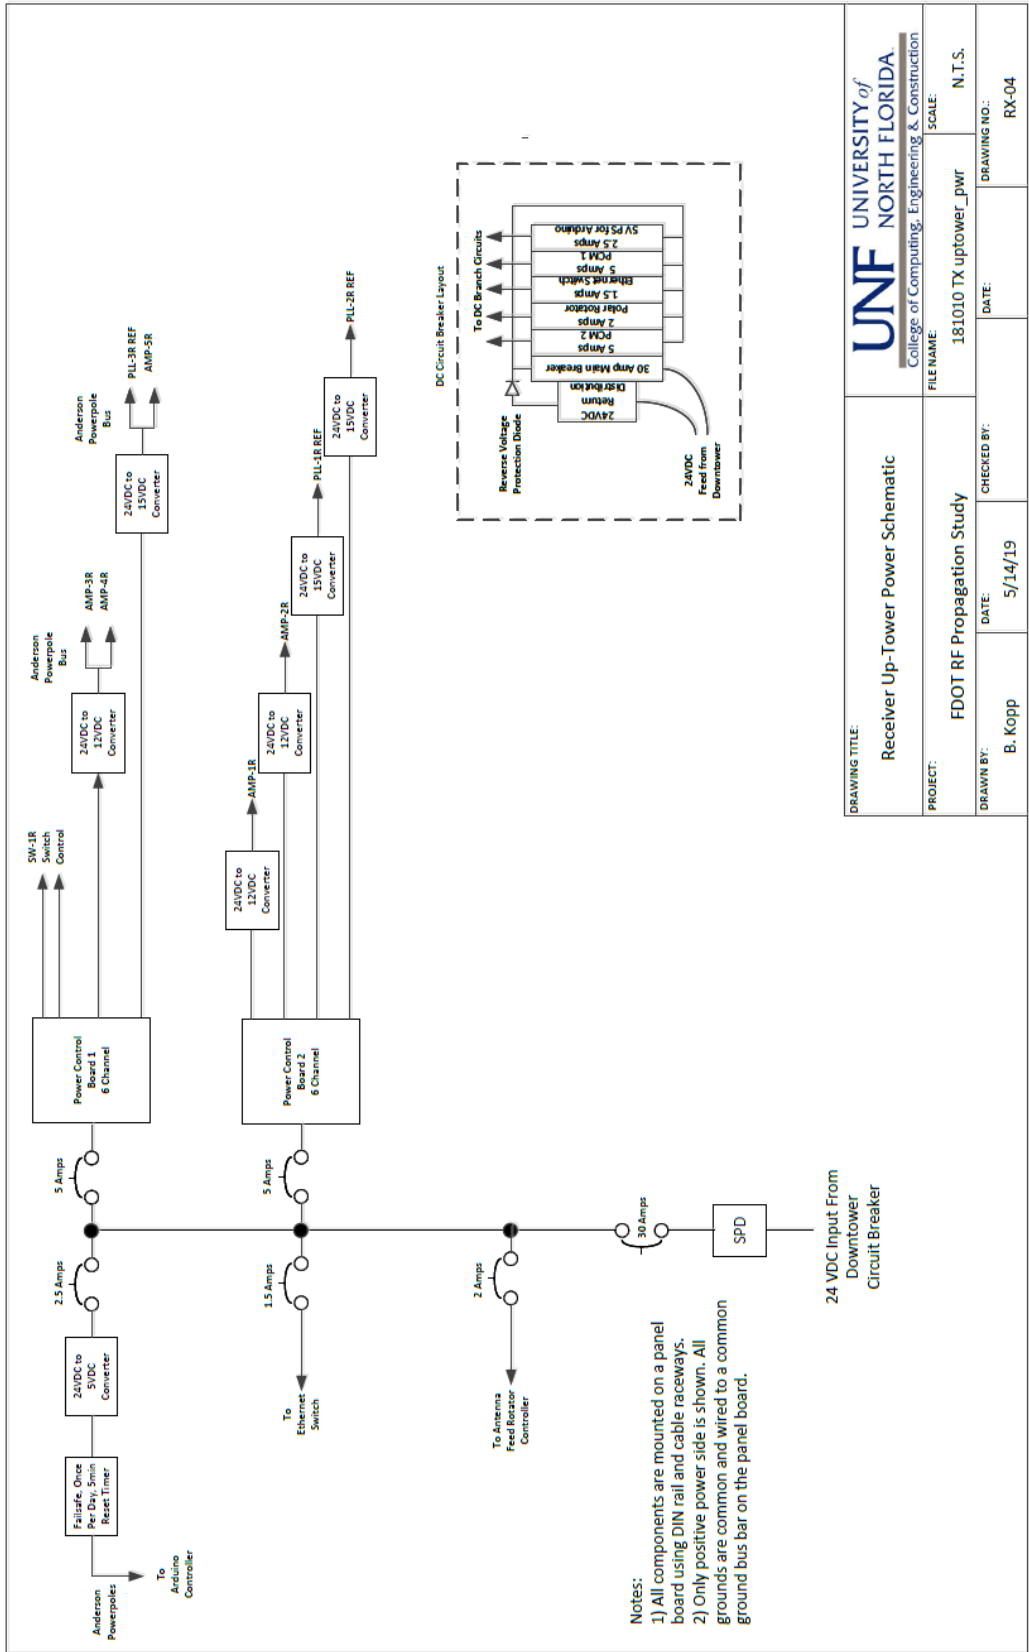 SW-1R
Switch
Control
Anderson
Powerpole
Bus
AMP-3R
AMP-4R
Anderson
Powerpole
Bus
PLL-3R REF
AMP-5R
Failsafe, Once
Per Day, 5min
Reset Timer
24VDC to
5VDC
Converter
2.5 Amps
5 Amps
Power Control
Board 1
6 Channel
24VDC to
12VDC
Converter
24VDC to
15VDC
Converter
Anderson
Powerpoles
To
Arduino
Controller
To
Ethernet
Switch
1.5 Amps
5 Amps
Power Control
Board 2
6 Channel
24VDC to
12VDC
Converter
AMP-1R
24VDC to
12VDC
Converter
AMP-2R
24VDC to
15VDC
Converter
PLL-1R REF
24VDC to
15VDC
Converter
PLL-2R REF
To Antenna
Feed Rotator
Controller
2 Amps
30 Amps
SPD
24 VDC Input From
Downtower
Circuit Breaker
DC Circuit Breaker Layout
To DC Branch Circuits
Reverse Voltage
Protection Diode
24VDC
Return
Distribution
30 Amp Main Breaker
5 Amps
PCM 2
2 Amps
Polar Rotator
1.5 Amps
Ethernet Switch
5 Amps
PCM 1
2.5 Amps
5V PS for Arduino
24VDC
Feed from
Downtower
Notes:
1) All components are mounted on a panel
board using DIN rail and cable raceways.
2) Only positive power side is shown. All
grounds are common and wired to a common
ground bus bar on the panel board.
DRAWING TITLE:
Receiver Up-Tower Power Schematic
UNF UNIVERSITY of
NORTH FLORIDA.
College of Computing, Engineering & Construction
PROJECT:
FDOT RF Propagation Study
FILE NAME:
181010 TX uptower_pwr
SCALE:
N.T.S.
DRAWN BY:
B. Kopp
DATE:
5/14/19
CHECKED BY:
DATE:
DRAWING NO.:
RX-04